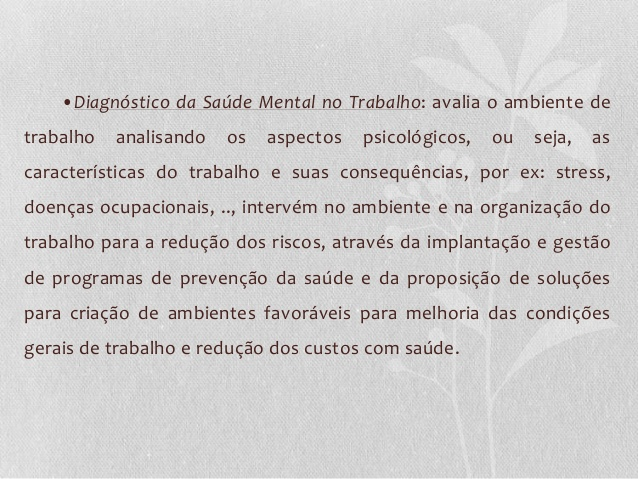 •Diagnóstico da Saúde Mental no Trabalho: avalia o ambiente de
trabalho analisando os aspectos psicológicos, ou seja, as
características do trabalho e suas consequências, por ex: stress,
doenças ocupacionais, .., intervém no ambiente e na organização do
trabalho para a redução dos riscos, através da implantação e gestão
de programas de prevenção da saúde e da proposição de soluções
para criação de ambientes favoráveis para melhoria das condições
gerais de trabalho e redução dos custos com saúde.